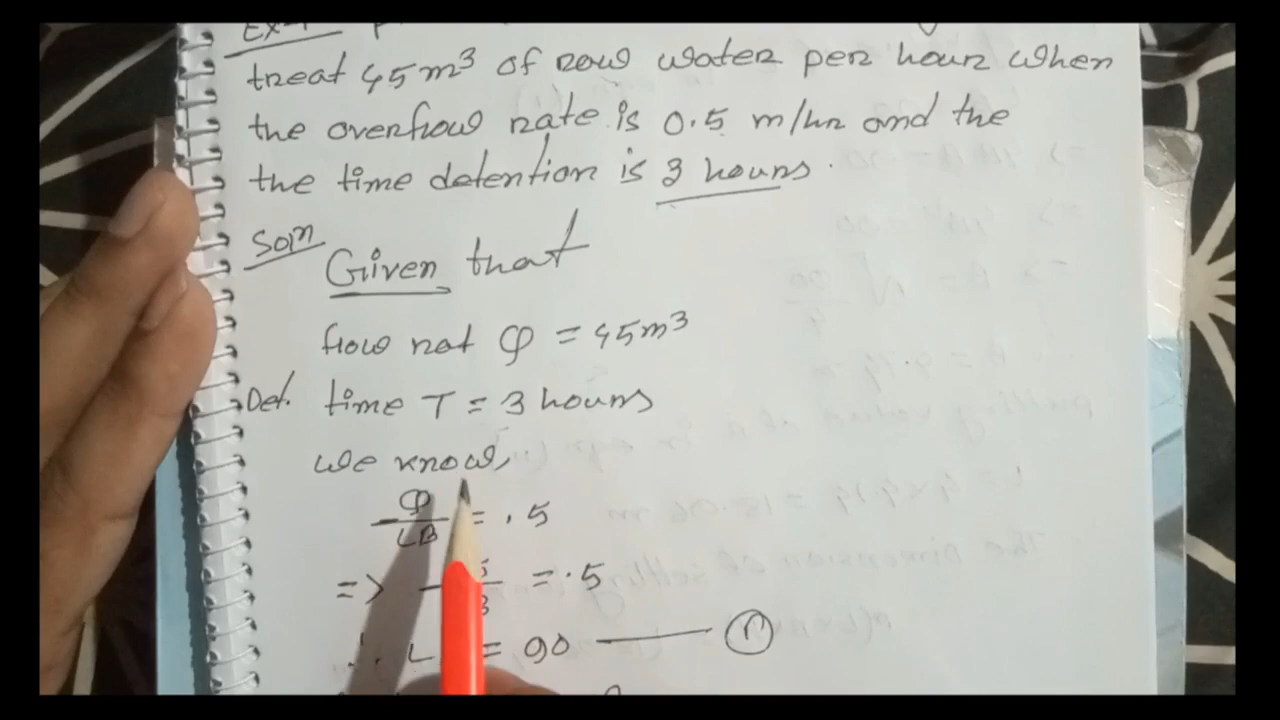 Ex-1
treat 45m³ of raw water per hour when
the overflow rate is 0.5 m/hr and the
the time detention is 3 hours.
Soln
Given that
flow rat Q = 45m³
Det. time T = 3 hours
we know,
Q/LB = .5
=> = .5
∴ L = 90